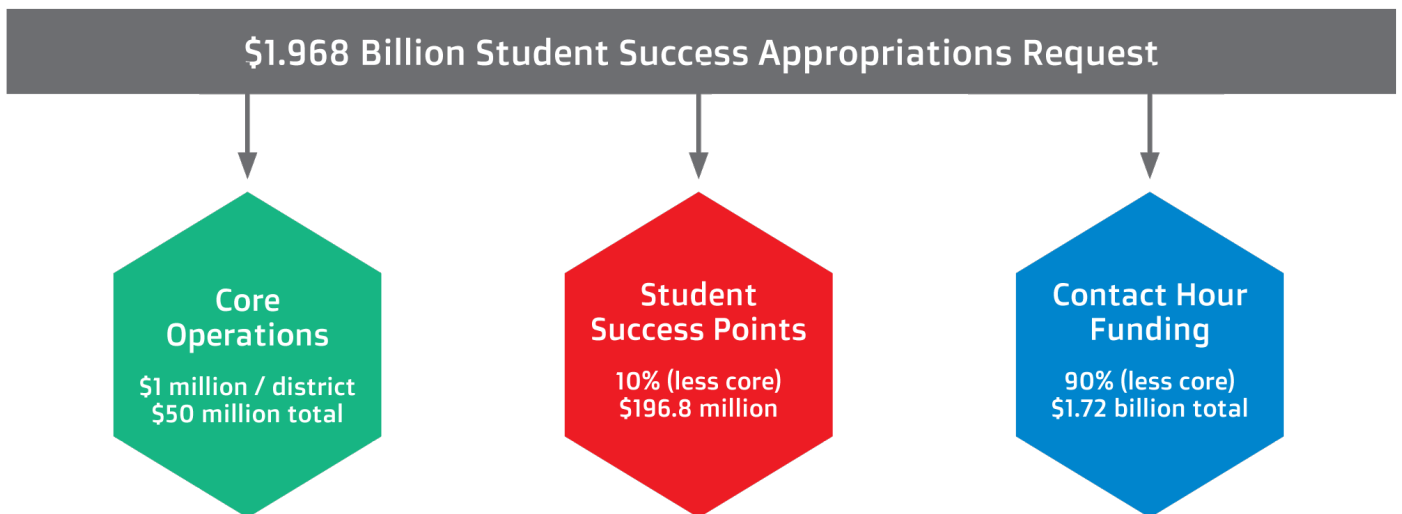 $1.968 Billion Student Success Appropriations Request
Core
Operations
$1 million / district
$50 million total
Student
Success Points
10% (less core)
$196.8 million
Contact Hour
Funding
90% (less core)
$1.72 billion total